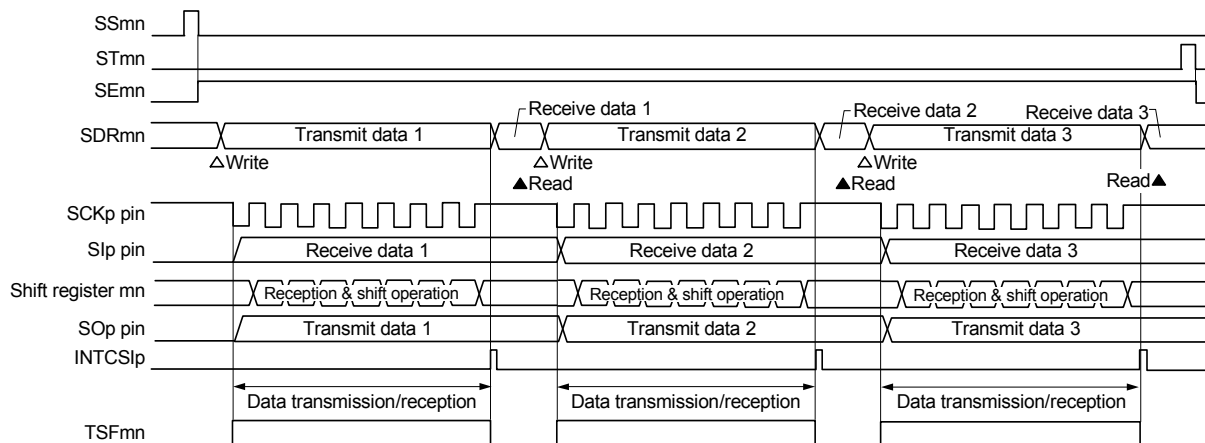 SSmn
STmn
SEmn
Receive data 1 Receive data 2 Receive data 3
SDRmn Transmit data 1 Transmit data 2 Transmit data 3
△Write △Write △Write
▲Read ▲Read Read▲
SCKp pin
SIp pin Receive data 1 Receive data 2 Receive data 3
Shift register mn Reception & shift operation Reception & shift operation Reception & shift operation
SOp pin Transmit data 1 Transmit data 2 Transmit data 3
INTCSIp
Data transmission/reception Data transmission/reception Data transmission/reception
TSFmn